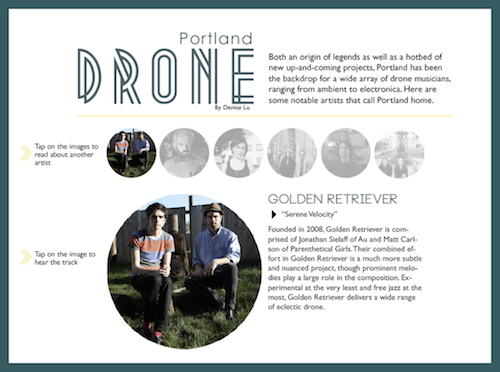 Portland
DRONE
By Denise Lu
Both an origin of legends as well as a hotbed of
new up-and-coming projects, Portland has been
the backdrop for a wide array of drone musicians,
ranging from ambient to electronica. Here are
some notable artists that call Portland home.
Tap on the images to
read about another
artist
GOLDEN RETRIEVER
"Serene Velocity"
Founded in 2008, Golden Retriever is com-
prised of Jonathan Sielaff of Au and Matt Carl-
son of Parenthetical Girls. Their combined ef-
fort in Golden Retriever is a much more subtle
and nuanced project, though prominent melo-
dies play a large role in the composition. Ex-
perimental at the very least and free jazz at the
most, Golden Retriever delivers a wide range
of eclectic drone.
Tap on the image to
hear the track